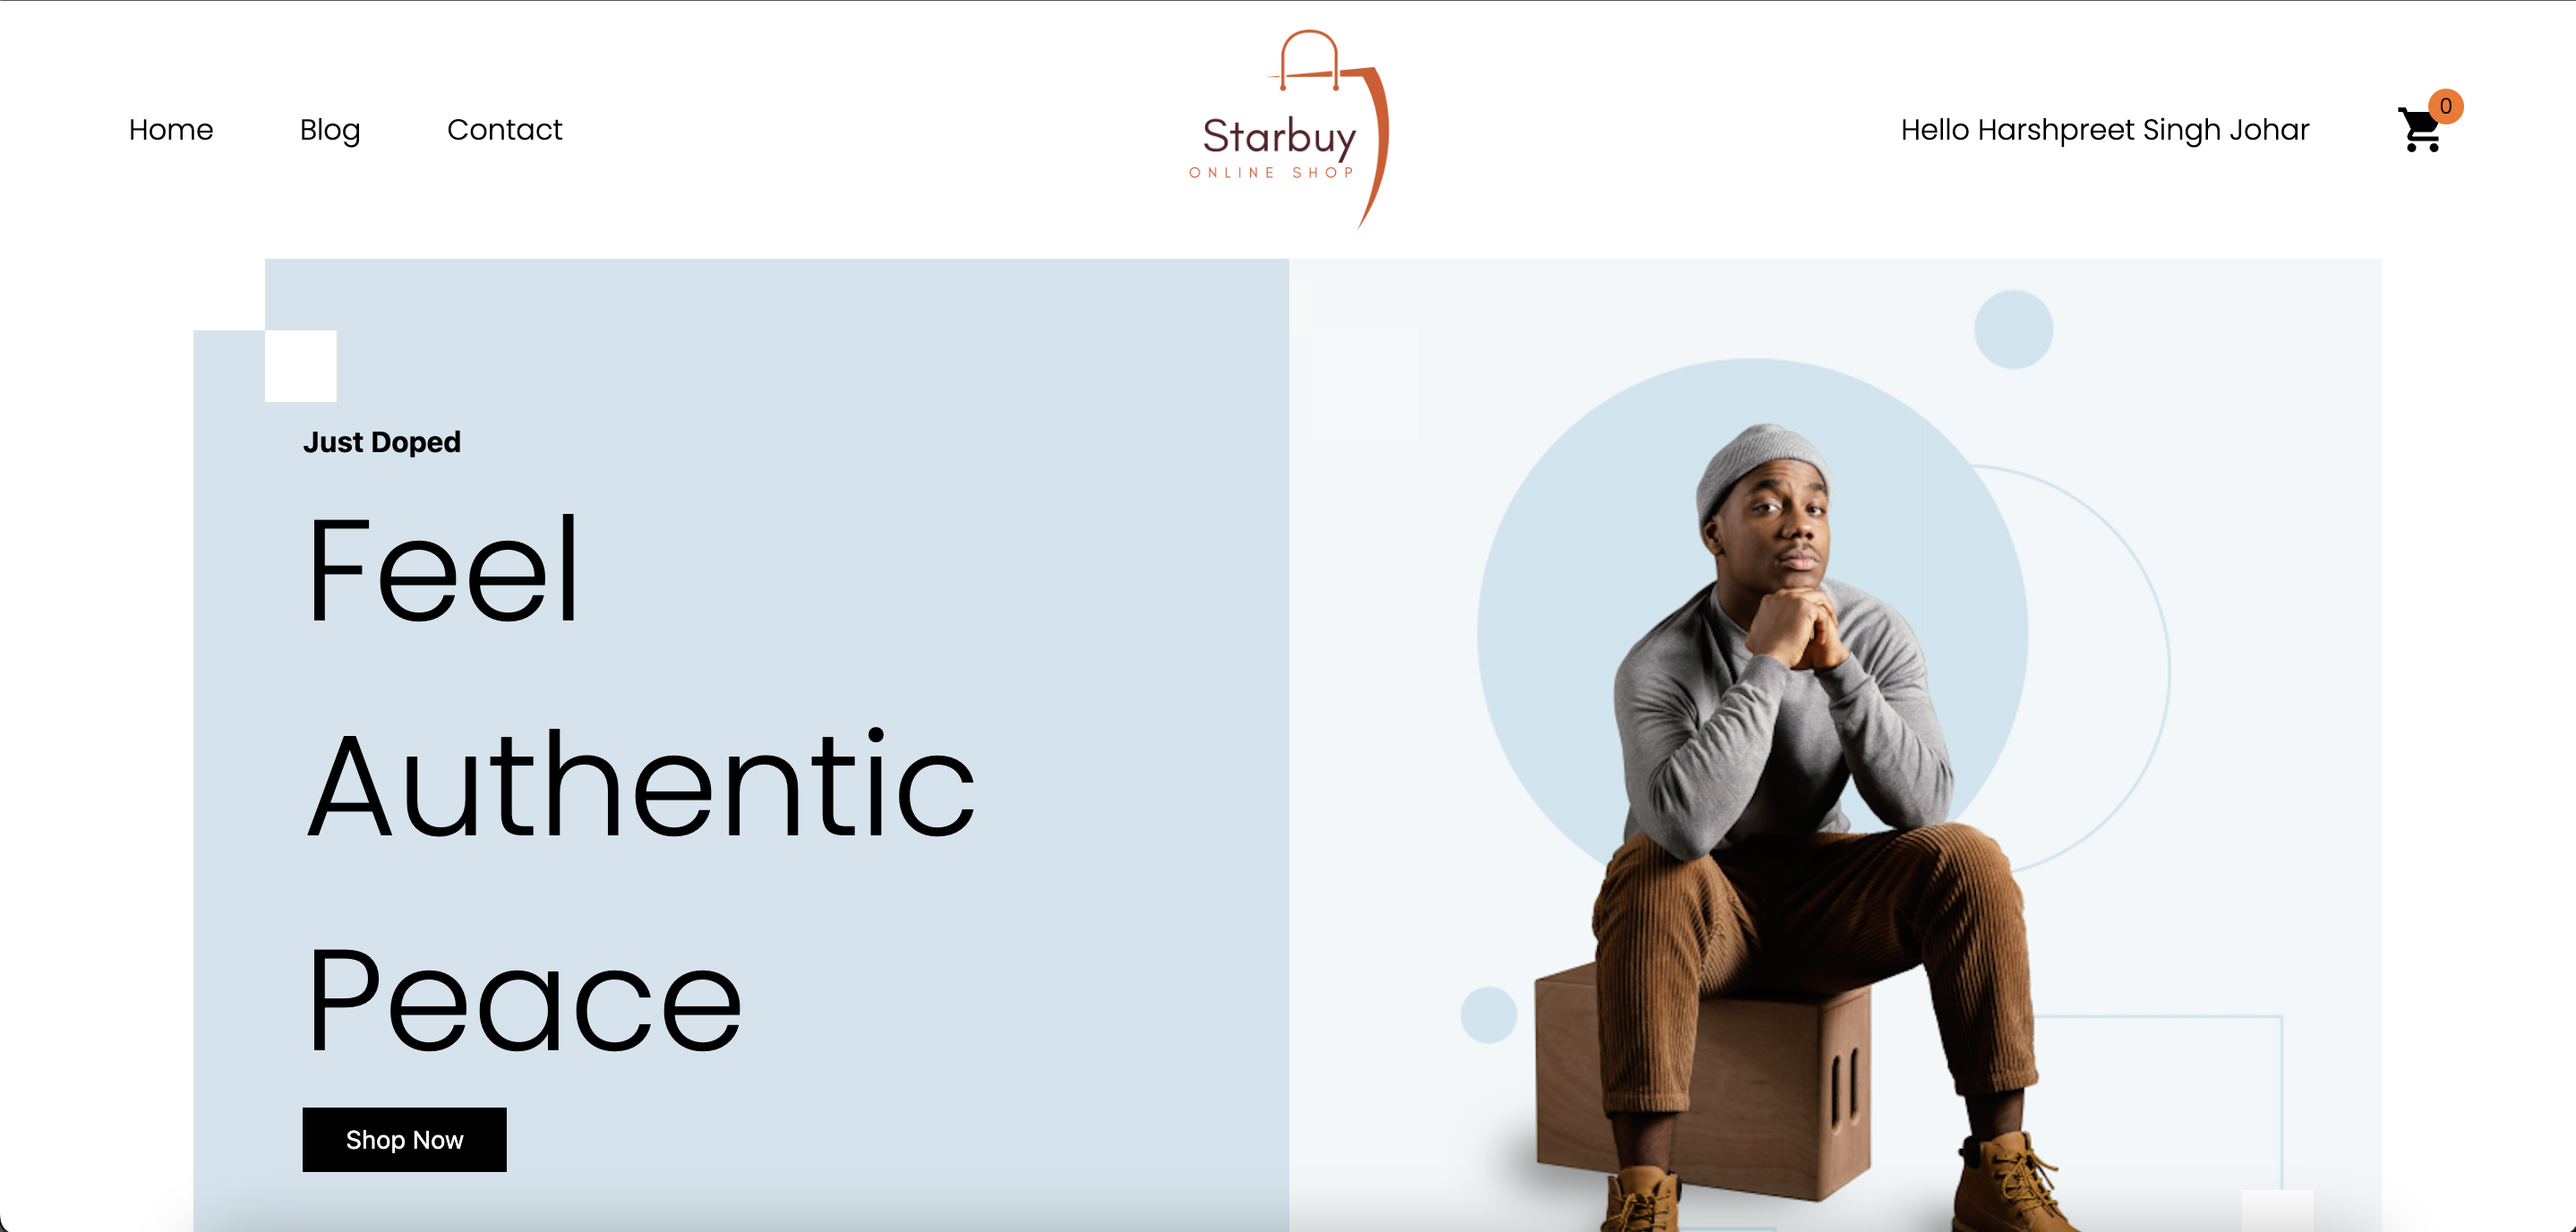 Home Blog Contact
Starbuy
ONLINE SHOP
Hello Harshpreet Singh Johar
0
Just Doped
Feel
Authentic
Peace
Shop Now